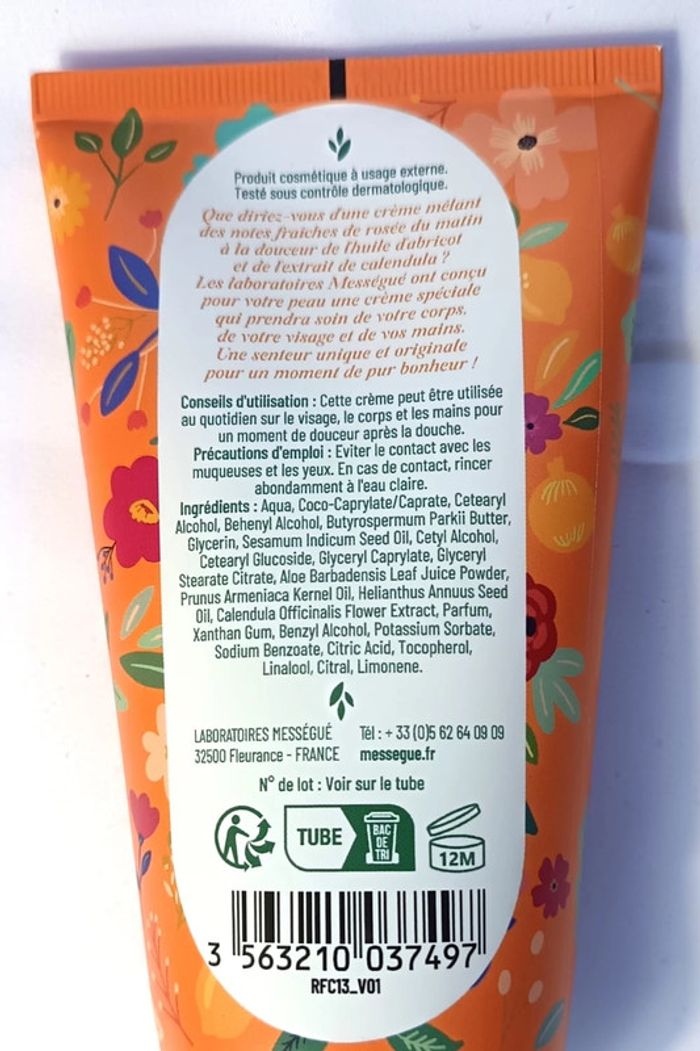 Produit cosmétique à usage externe.
Testé sous contrôle dermatologique.
Que diriez-vous d'une crème mêlant
des notes fraîches de rosée du matin
à la douceur de l'huile d'abricot
et de l'extrait de calendula ?
Les laboratoires Mességué ont conçu
pour votre peau une crème spéciale
qui prendra soin de votre corps,
de votre visage et de vos mains.
Une senteur unique et originale
pour un moment de pur bonheur !
Conseils d'utilisation : Cette crème peut être utilisée
au quotidien sur le visage, le corps et les mains pour
un moment de douceur après la douche.
Précautions d'emploi : Eviter le contact avec les
muqueuses et les yeux. En cas de contact, rincer
abondamment à l'eau claire.
Ingrédients : Aqua, Coco-Caprylate/Caprate, Cetearyl
Alcohol, Behenyl Alcohol, Butyrospermum Parkii Butter,
Glycerin, Sesamum Indicum Seed Oil, Cetyl Alcohol,
Cetearyl Glucoside, Glyceryl Caprylate, Glyceryl
Stearate Citrate, Aloe Barbadensis Leaf Juice Powder,
Prunus Armeniaca Kernel Oil, Helianthus Annuus Seed
Oil, Calendula Officinalis Flower Extract, Parfum,
Xanthan Gum, Benzyl Alcohol, Potassium Sorbate,
Sodium Benzoate, Citric Acid, Tocopherol,
Linalool, Citral, Limonene.
LABORATOIRES MESSÉGUÉ Tél : + 33 (0)5 62 64 09 09
32500 Fleurance - FRANCE messegue.fr
N° de lot : Voir sur le tube
TUBE
BAC
DE
TRI
12M
3 563210 037497
RFC13_V01